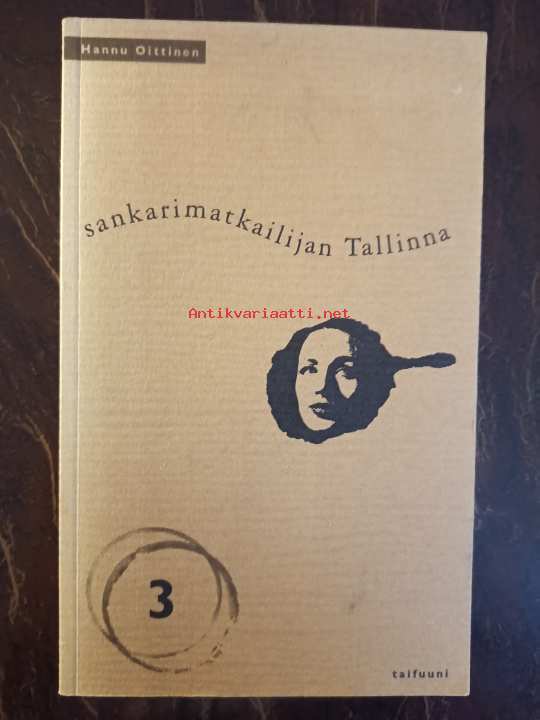 Hannu Oittinen
sankarimatkailijan Tallinna
Antikvariaatti.net
3
taifuuni